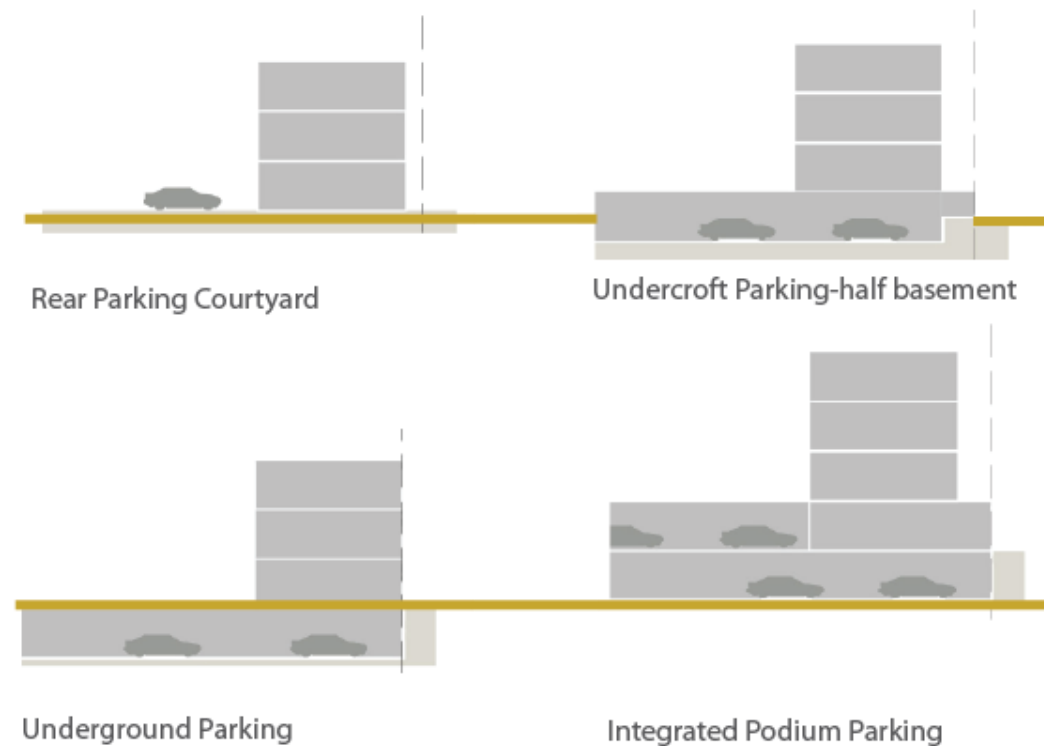 Rear Parking Courtyard
Undercroft Parking-half basement
Underground Parking
Integrated Podium Parking